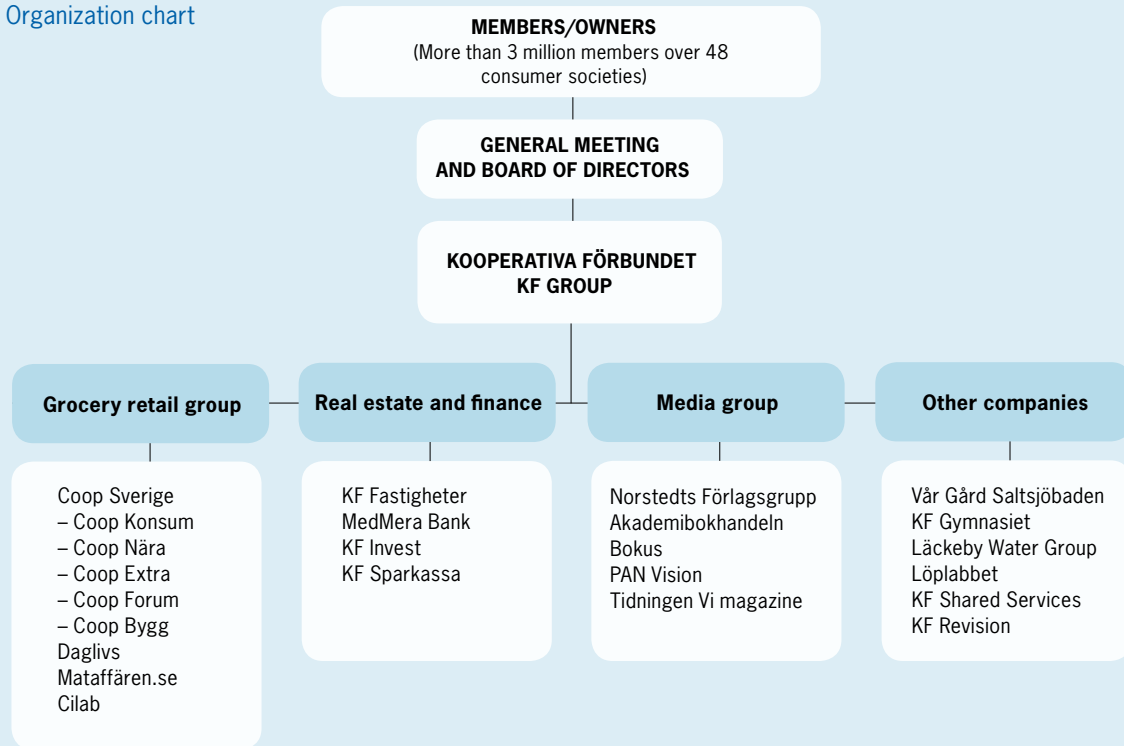 Organization chart
MEMBERS/OWNERS
(More than 3 million members over 48
consumer societies)
GENERAL MEETING
AND BOARD OF DIRECTORS
KOOPERATIVA FÖRBUNDET
KF GROUP
Grocery retail group
Real estate and finance
Media group
Other companies
Coop Sverige
– Coop Konsum
– Coop Nära
– Coop Extra
– Coop Forum
– Coop Bygg
Daglivs
Mataffären.se
Cilab
KF Fastigheter
MedMera Bank
KF Invest
KF Sparkassa
Norstedts Förlagsgrupp
Akademibokhandeln
Bokus
PAN Vision
Tidningen Vi magazine
Vår Gård Saltsjöbaden
KF Gymnasiet
Läckeby Water Group
Löplabbet
KF Shared Services
KF Revision